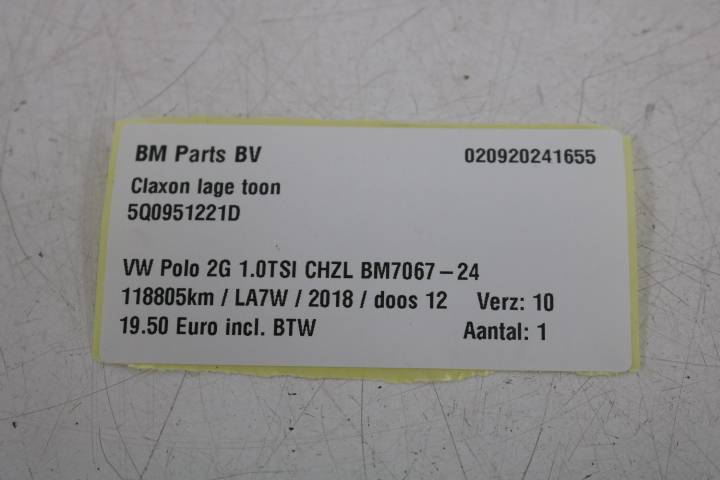 BM Parts BV 020920241655
Claxon lage toon
5Q0951221D
VW Polo 2G 1.0TSI CHZL BM7067-24
118805km / LA7W / 2018 / doos 12 Verz: 10
19.50 Euro incl. BTW Aantal: 1